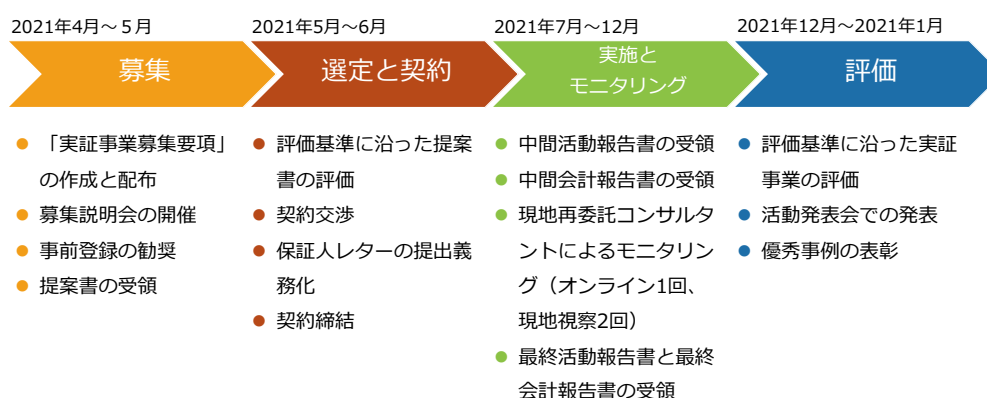 2021年4月～５月
募集
「実証事業募集要項」
の作成と配布
募集説明会の開催
事前登録の勧奨
提案書の受領
2021年5月～6月
選定と契約
評価基準に沿った提案
書の評価
契約交渉
保証人レターの提出義
務化
契約締結
2021年7月～12月
実施と
モニタリング
中間活動報告書の受領
中間会計報告書の受領
現地再委託コンサルタ
ントによるモニタリン
グ（オンライン1回、
現地視察2回）
最終活動報告書と最終
会計報告書の受領
2021年12月～2021年1月
評価
評価基準に沿った実証
事業の評価
活動発表会での発表
優秀事例の表彰